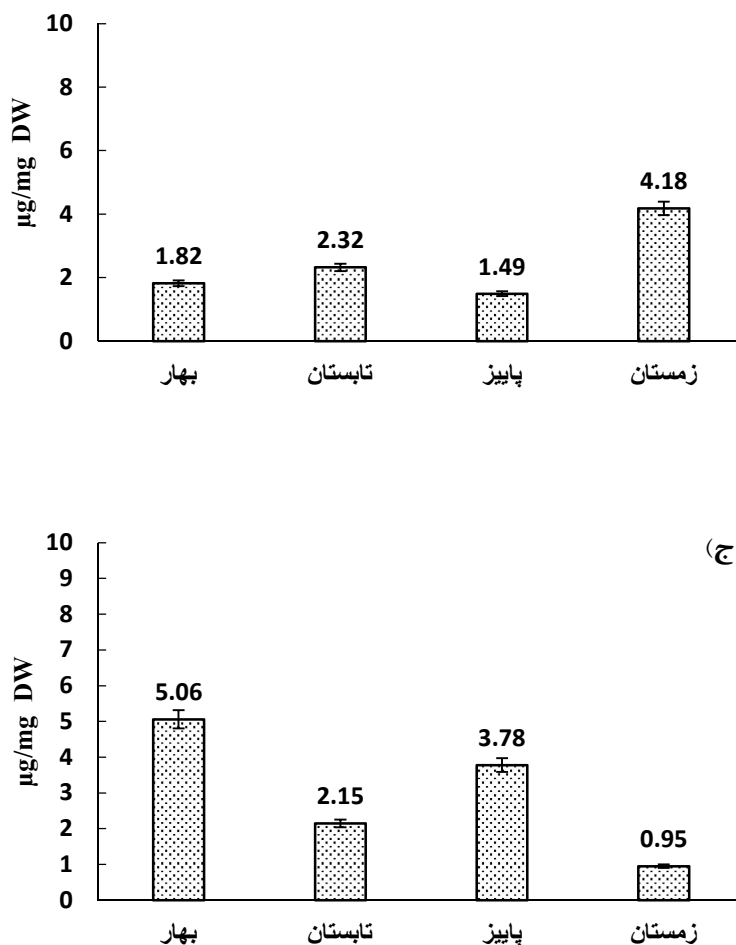 10
8
6
4
2
0
µg/mg DW
1.82
2.32
1.49
4.18
بهار
تابستان
پاییز
زمستان
ج)
10
9
8
7
6
5
4
3
2
1
0
µg/mg DW
5.06
2.15
3.78
0.95
بهار
تابستان
پاییز
زمستان